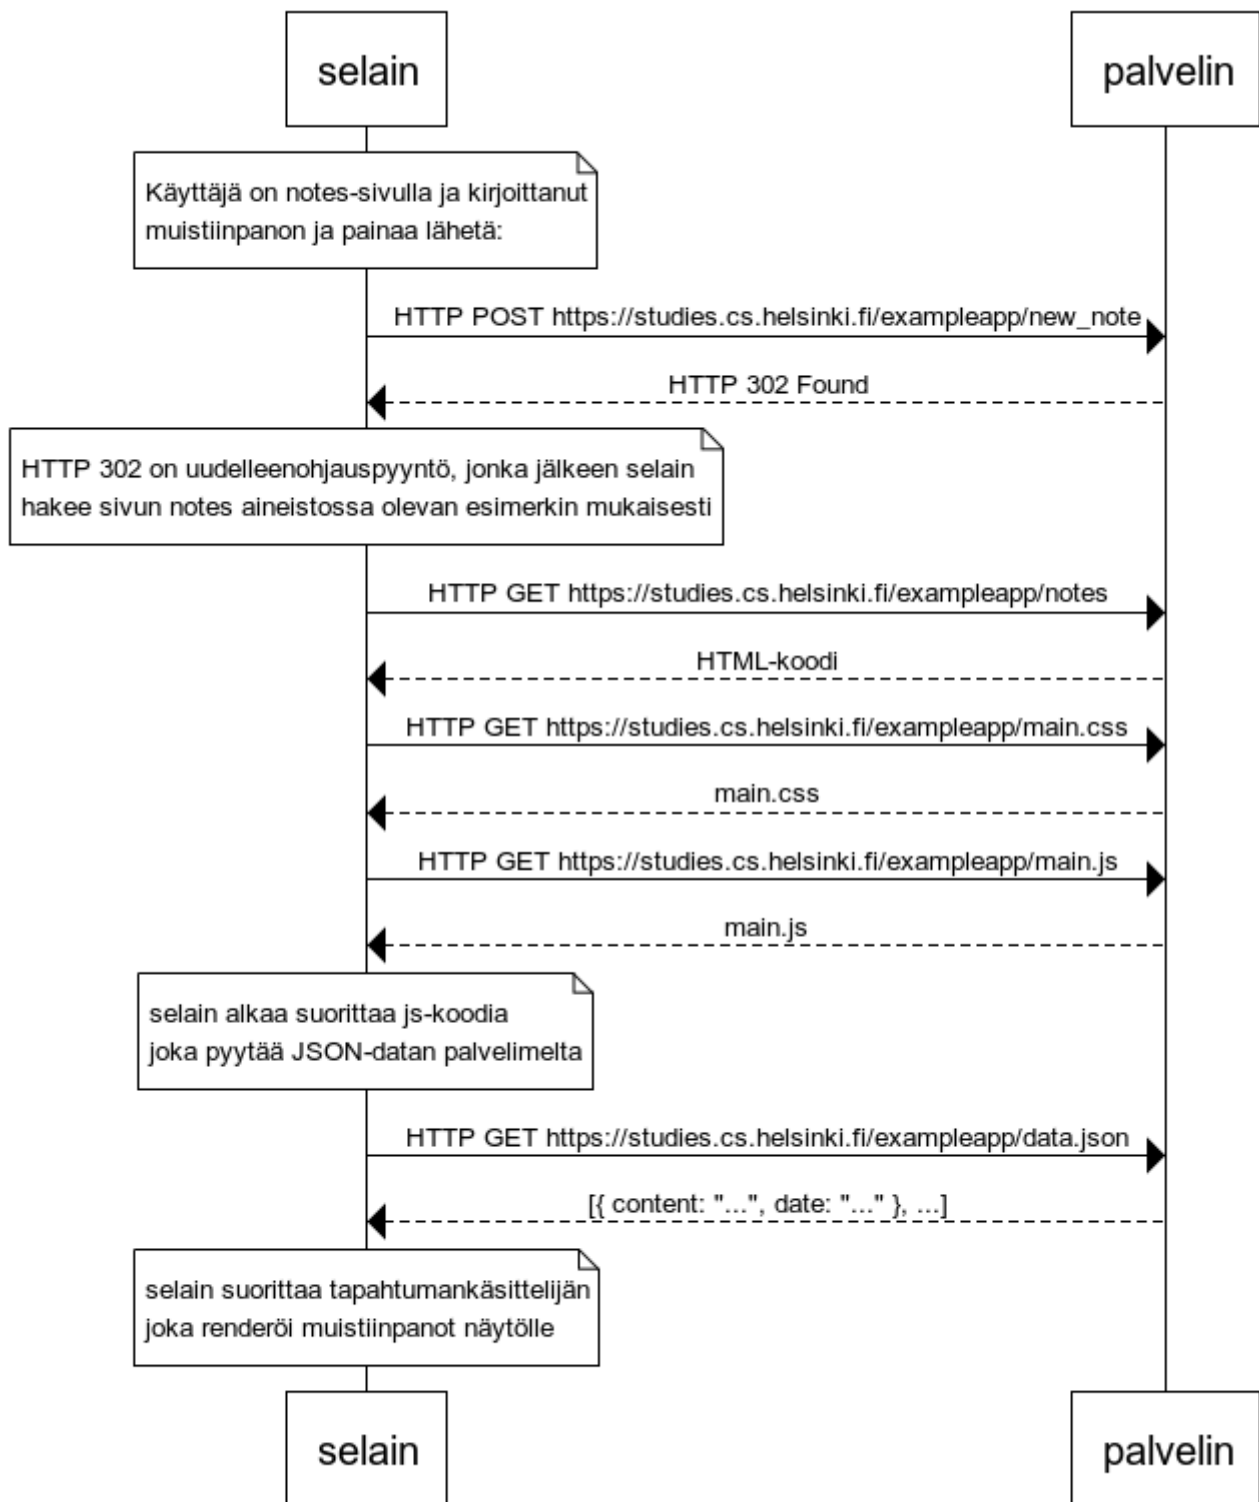 selain
palvelin
Käyttäjä on notes-sivulla ja kirjoittanut
muistiinpanon ja painaa lähetä:
HTTP POST https://studies.cs.helsinki.fi/exampleapp/new_note
HTTP 302 Found
HTTP 302 on uudelleenohjauspyyntö, jonka jälkeen selain
hakee sivun notes aineistossa olevan esimerkin mukaisesti
HTTP GET https://studies.cs.helsinki.fi/exampleapp/notes
HTML-koodi
HTTP GET https://studies.cs.helsinki.fi/exampleapp/main.css
main.css
HTTP GET https://studies.cs.helsinki.fi/exampleapp/main.js
main.js
selain alkaa suorittaa js-koodia
joka pyytää JSON-datan palvelimelta
HTTP GET https://studies.cs.helsinki.fi/exampleapp/data.json
[{ content: "...", date: "..." }, ...]
selain suorittaa tapahtumankäsittelijän
joka renderöi muistiinpanot näytölle
selain
palvelin